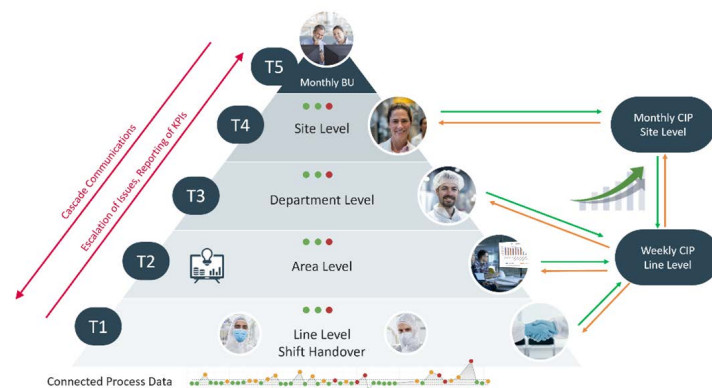 T5
Monthly BU
T4
Site Level
Monthly CIP
Site Level
Cascade Communications
Escalation of Issues, Reporting of KPIs
T3
Department Level
T2
Area Level
Weekly CIP
Line Level
T1
Line Level
Shift Handover
Connected Process Data